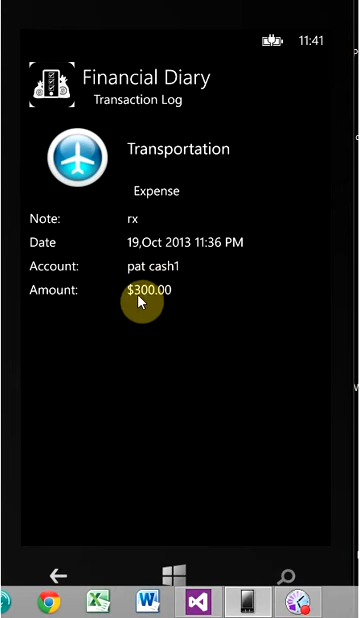 11:41
Financial Diary
Transaction Log
Transportation
Expense
Note: rx
Date 19,Oct 2013 11:36 PM
Account: pat cash1
Amount: $300.00